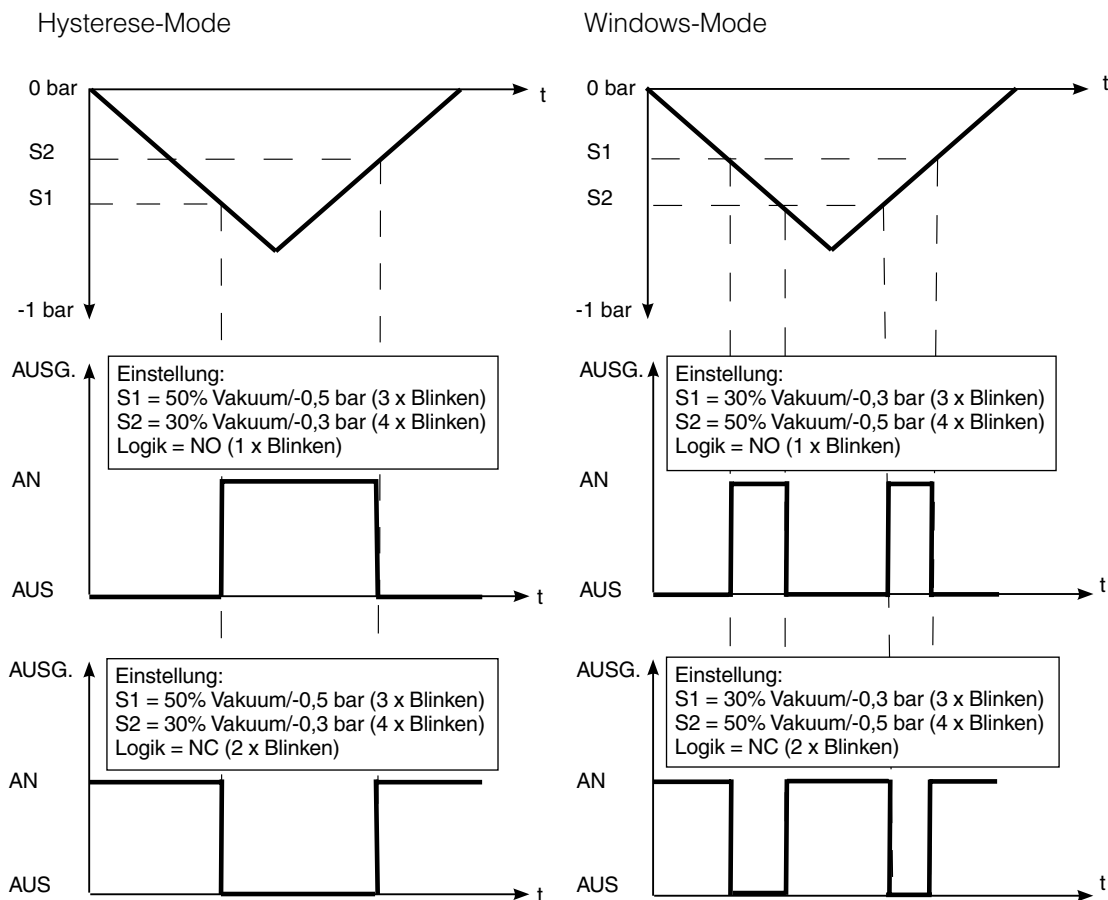 Hysterese-Mode
0 bar
t
S2
S1
-1 bar
AUSG.
Einstellung:
S1 = 50% Vakuum/-0,5 bar (3 x Blinken)
S2 = 30% Vakuum/-0,3 bar (4 x Blinken)
Logik = NO (1 x Blinken)
AN
AUS
t
AUSG.
Einstellung:
S1 = 50% Vakuum/-0,5 bar (3 x Blinken)
S2 = 30% Vakuum/-0,3 bar (4 x Blinken)
Logik = NC (2 x Blinken)
AN
AUS
t
Windows-Mode
0 bar
t
S1
S2
-1 bar
AUSG.
Einstellung:
S1 = 30% Vakuum/-0,3 bar (3 x Blinken)
S2 = 50% Vakuum/-0,5 bar (4 x Blinken)
Logik = NO (1 x Blinken)
AN
AUS
t
AUSG.
Einstellung:
S1 = 30% Vakuum/-0,3 bar (3 x Blinken)
S2 = 50% Vakuum/-0,5 bar (4 x Blinken)
Logik = NC (2 x Blinken)
AN
AUS
t